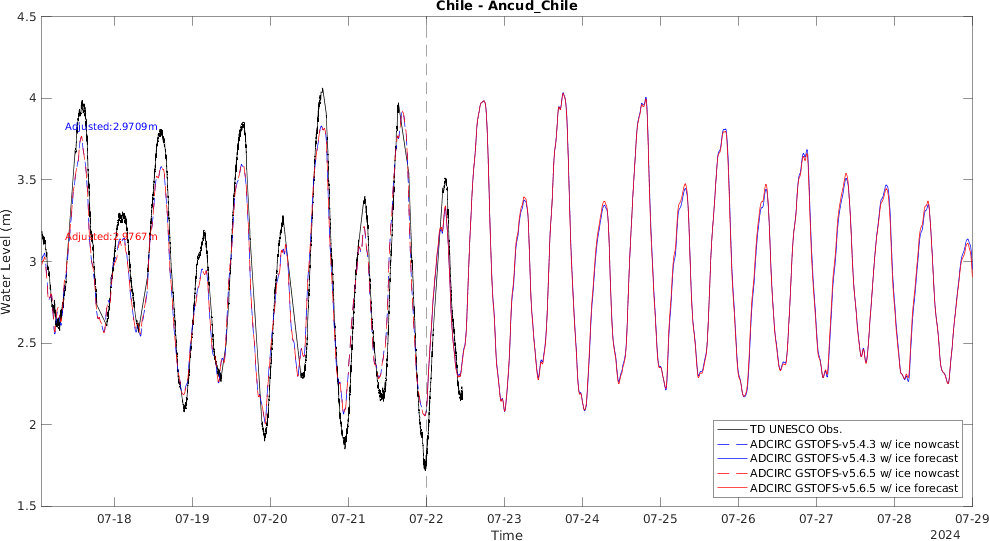 Chile - Ancud_Chile
4.5
4
3.5
3
2.5
2
1.5
Water Level (m)
Adjusted:2.9709m
Adjusted:2.9767m
TD UNESCO Obs.
ADCIRC GSTOFS-v5.4.3 w/ ice nowcast
ADCIRC GSTOFS-v5.4.3 w/ ice forecast
ADCIRC GSTOFS-v5.6.5 w/ ice nowcast
ADCIRC GSTOFS-v5.6.5 w/ ice forecast
07-18 07-19 07-20 07-21 07-22 07-23 07-24 07-25 07-26 07-27 07-28 07-29
Time
2024